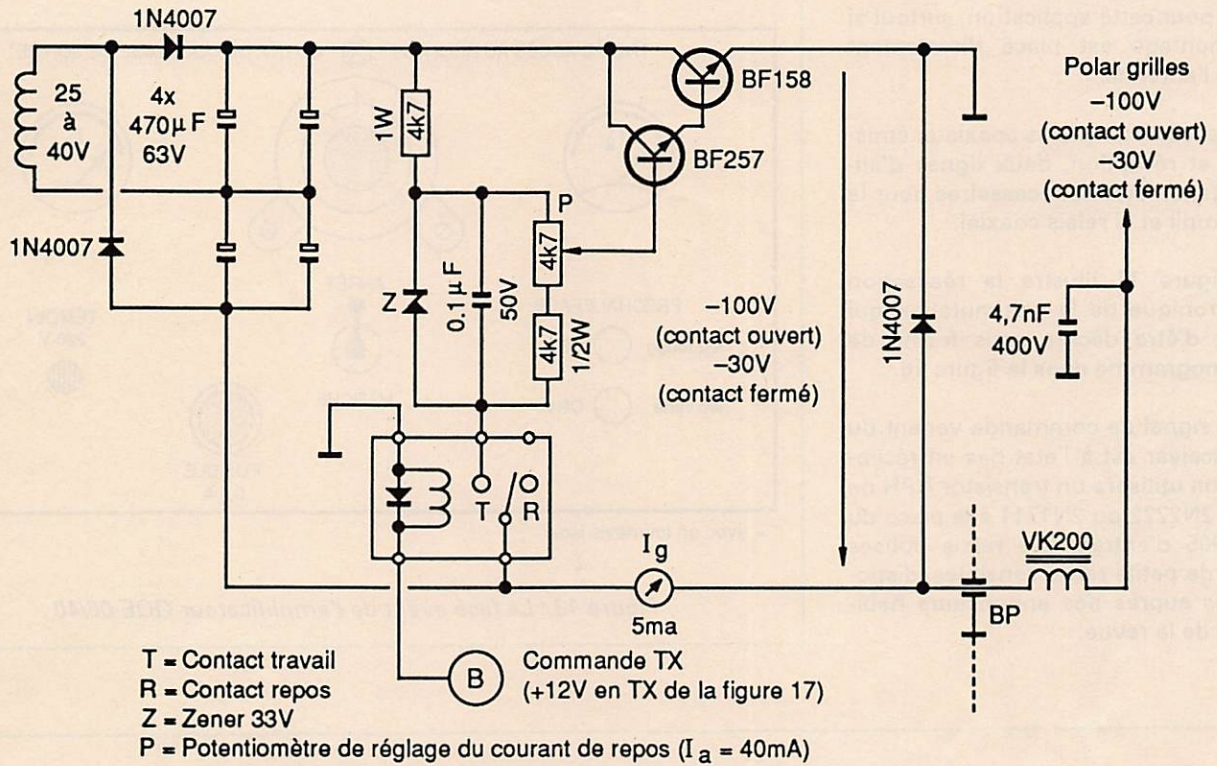 1N4007
25
à
40V
4x
470µF
63V
1N4007
1W
4k7
BF158
BF257
P
4k7
Z
0.1µF
50V
4k7
1/2W
–100V
(contact ouvert)
–30V
(contact fermé)
1N4007
Polar grilles
–100V
(contact ouvert)
–30V
(contact fermé)
4,7nF
400V
T
R
Ig
5ma
VK200
BP
B
Commande TX
(+12V en TX de la figure 17)
T = Contact travail
R = Contact repos
Z = Zener 33V
P = Potentiomètre de réglage du courant de repos (Ia = 40mA)